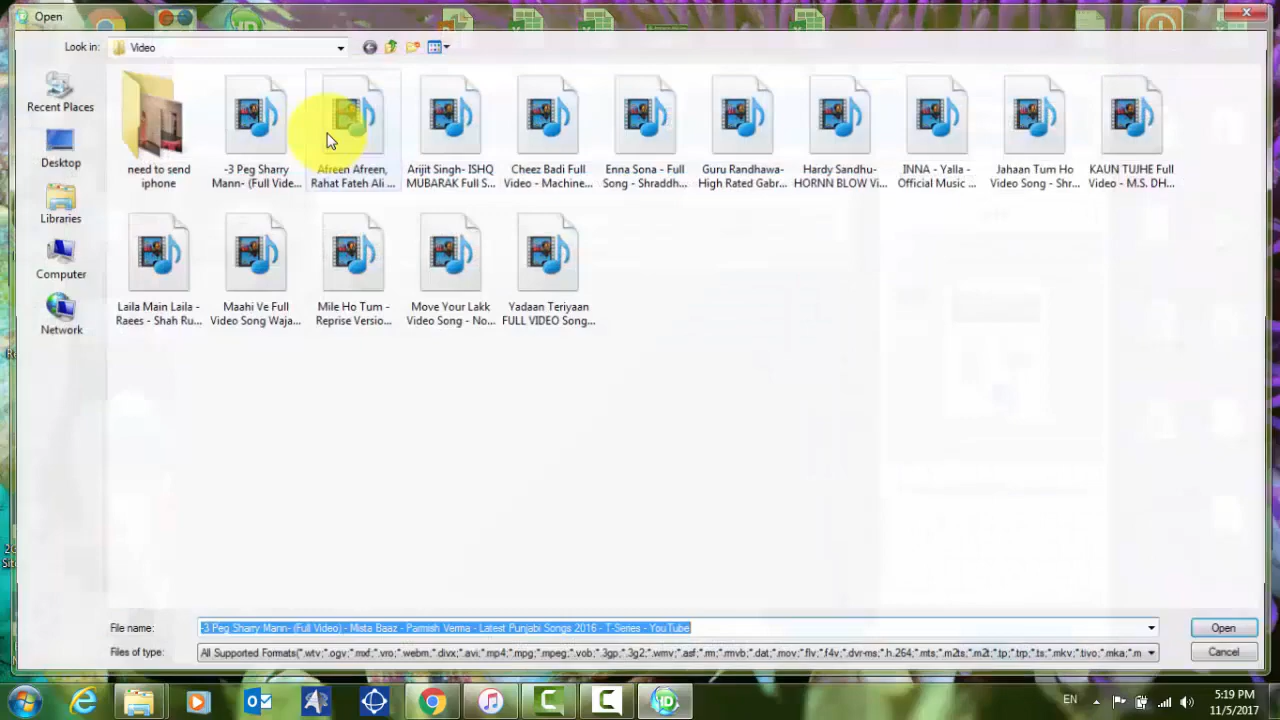 Open
Look in:
Video
Recent Places
Desktop
Libraries
Computer
Network
need to send
iphone
-3 Peg Sharry
Mann- (Full Vide...
Afreen Afreen,
Rahat Fateh Ali ...
Arijit Singh- ISHQ
MUBARAK Full S...
Cheez Badi Full
Video - Machine...
Enna Sona - Full
Song - Shraddh...
Guru Randhawa-
High Rated Gabr...
Hardy Sandhu-
HORNN BLOW Vi...
INNA - Yalla -
Official Music ...
Jahaan Tum Ho
Video Song - Shr...
KAUN TUJHE Full
Video - M.S. DH...
Laila Main Laila -
Raees - Shah Ru...
Maahi Ve Full
Video Song Waja...
Mile Ho Tum -
Reprise Versio...
Move Your Lakk
Video Song - No...
Yadaan Teriyaan
FULL VIDEO Song...
File name:
-3 Peg Sharry Mann- (Full Video) - Mista Baaz - Parmish Verma - Latest Punjabi Songs 2016 - T-Series - YouTube
Open
Files of type:
All Supported Formats(*.wtv;*.ogv;*.mxf;*.vro;*.webm;*.divx;*.avi;*.mp4;*.mpg;*.mpeg;*.vob;*.3gp;*.3g2;*.wmv;*.asf;*.rm;*.rmvb;*.dat;*.mov;*.flv;*.f4v;*.dvr-ms;*.h.264;*.mts;*.m2ts;*.m2t;*.tp;*.trp;*.ts;*.mkv;*.tivo;*.mka;*.m
Cancel
EN
5:19 PM
11/5/2017